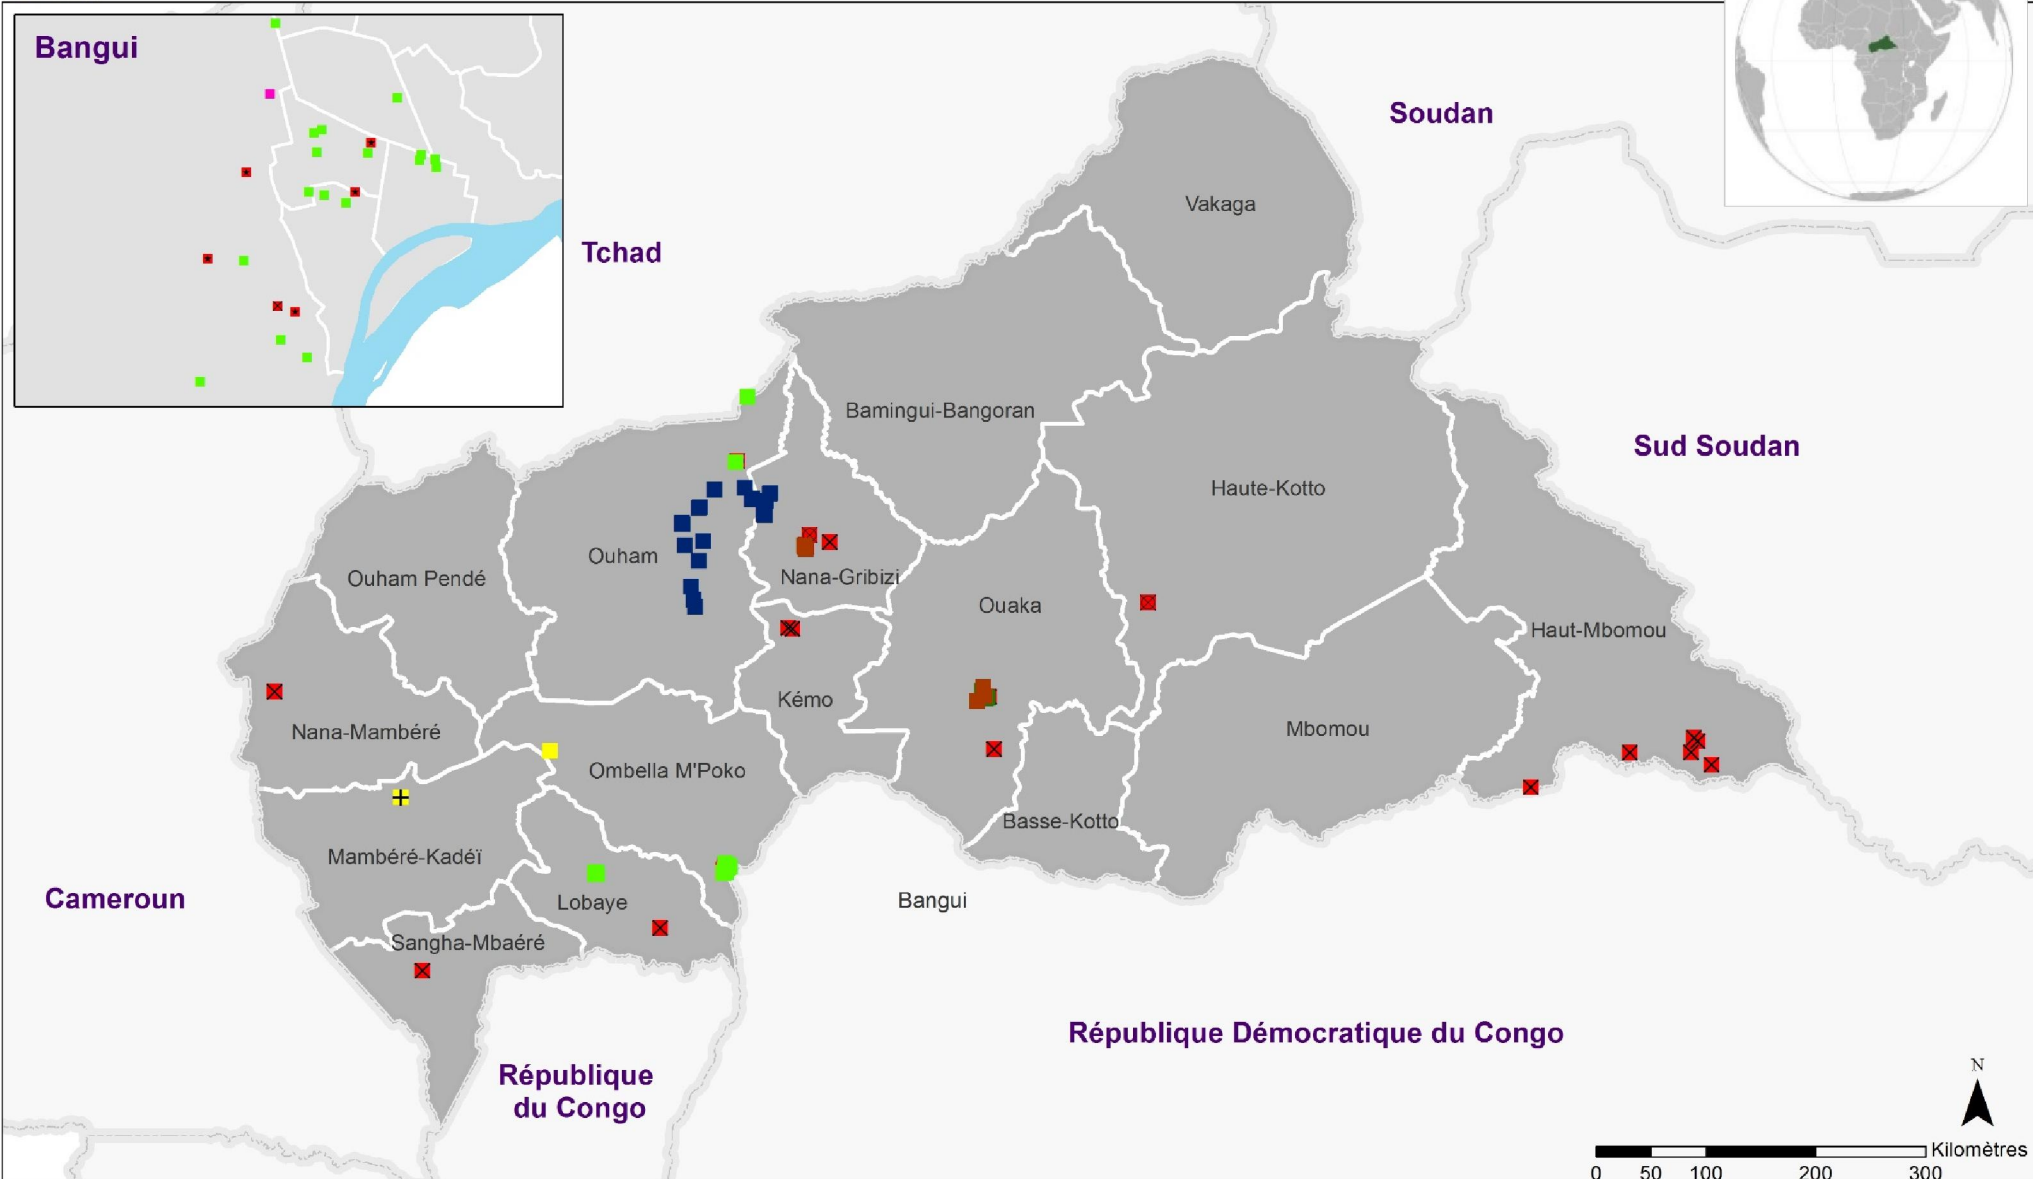 Bangui
Soudan
Vakaga
Tchad
Bamingui-Bangoran
Sud Soudan
Haute-Kotto
Ouham
Ouham Pendé
Nana-Gribizi
Ouaka
Haut-Mbomou
Kémo
Nana-Mambéré
Mbomou
Ombella M'Poko
Basse-Kotto
Mambéré-Kadéï
Cameroun
Lobaye
Bangui
Sangha-Mbaéré
République Démocratique du Congo
République
du Congo
N
Kilomètres
0 50 100 200 300